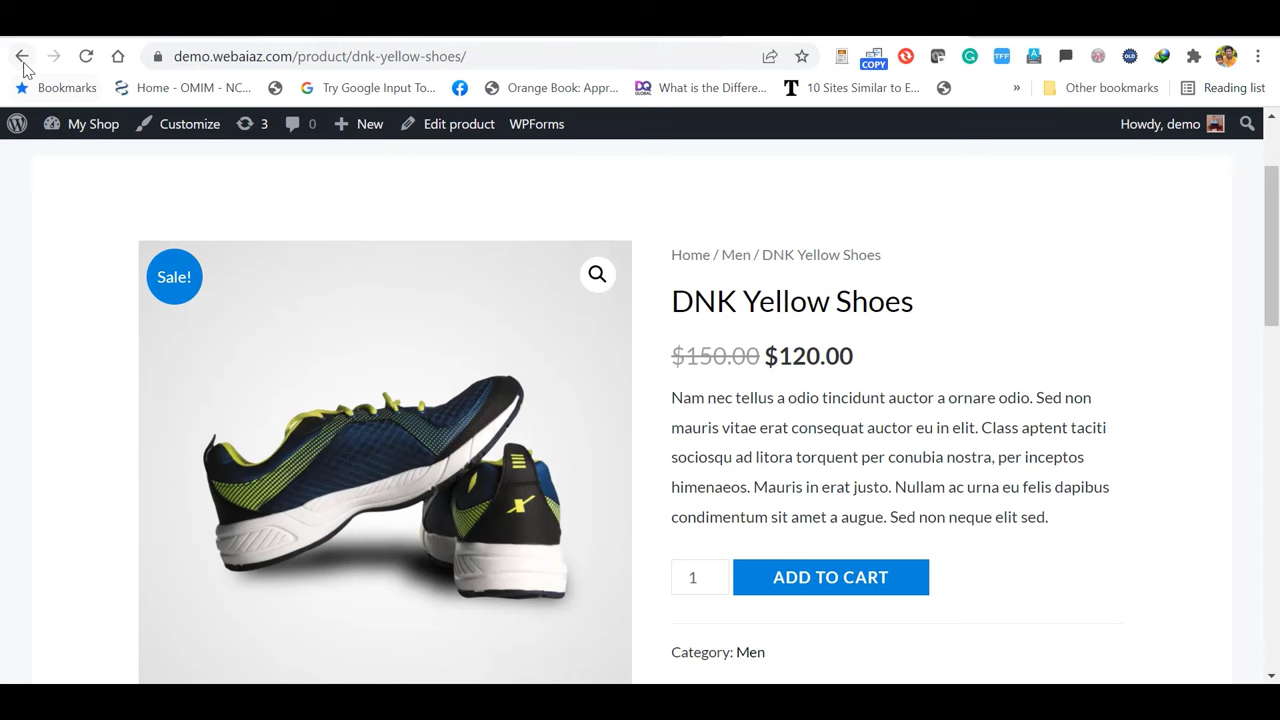 demo.webaiaz.com/product/dnk-yellow-shoes/
COPY
TFF
OLD
Bookmarks
Home - OMIM - NC...
Try Google Input To...
Orange Book: Appr...
DQ GLOBAL
What is the Differe...
10 Sites Similar to E...
»
Other bookmarks
Reading list
My Shop
Customize
3
0
New
Edit product
WPForms
Howdy, demo
Sale!
Home / Men / DNK Yellow Shoes
DNK Yellow Shoes
$150.00 $120.00
Nam nec tellus a odio tincidunt auctor a ornare odio. Sed non
mauris vitae erat consequat auctor eu in elit. Class aptent taciti
sociosqu ad litora torquent per conubia nostra, per inceptos
himenaeos. Mauris in erat justo. Nullam ac urna eu felis dapibus
condimentum sit amet a augue. Sed non neque elit sed.
1
ADD TO CART
Category: Men